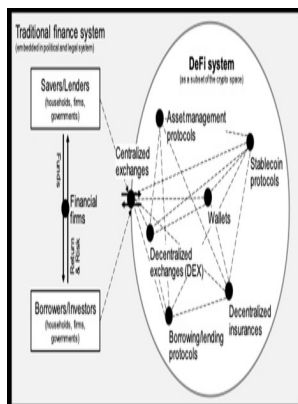 Traditional finance system
(embedded in political and legal system)
Savers/Lenders
(households, firms,
governments)
Funds
Financial
firms
Return & Risk
Borrowers/Investors
(households, firms,
governments)
Centralized
exchanges
DeFi system
(as a subset of the crypto space)
Asset management
protocols
Stablecoin
protocols
Wallets
Decentralized
exchanges (DEX)
Decentralized
insurances
Borrowing/lending
protocols